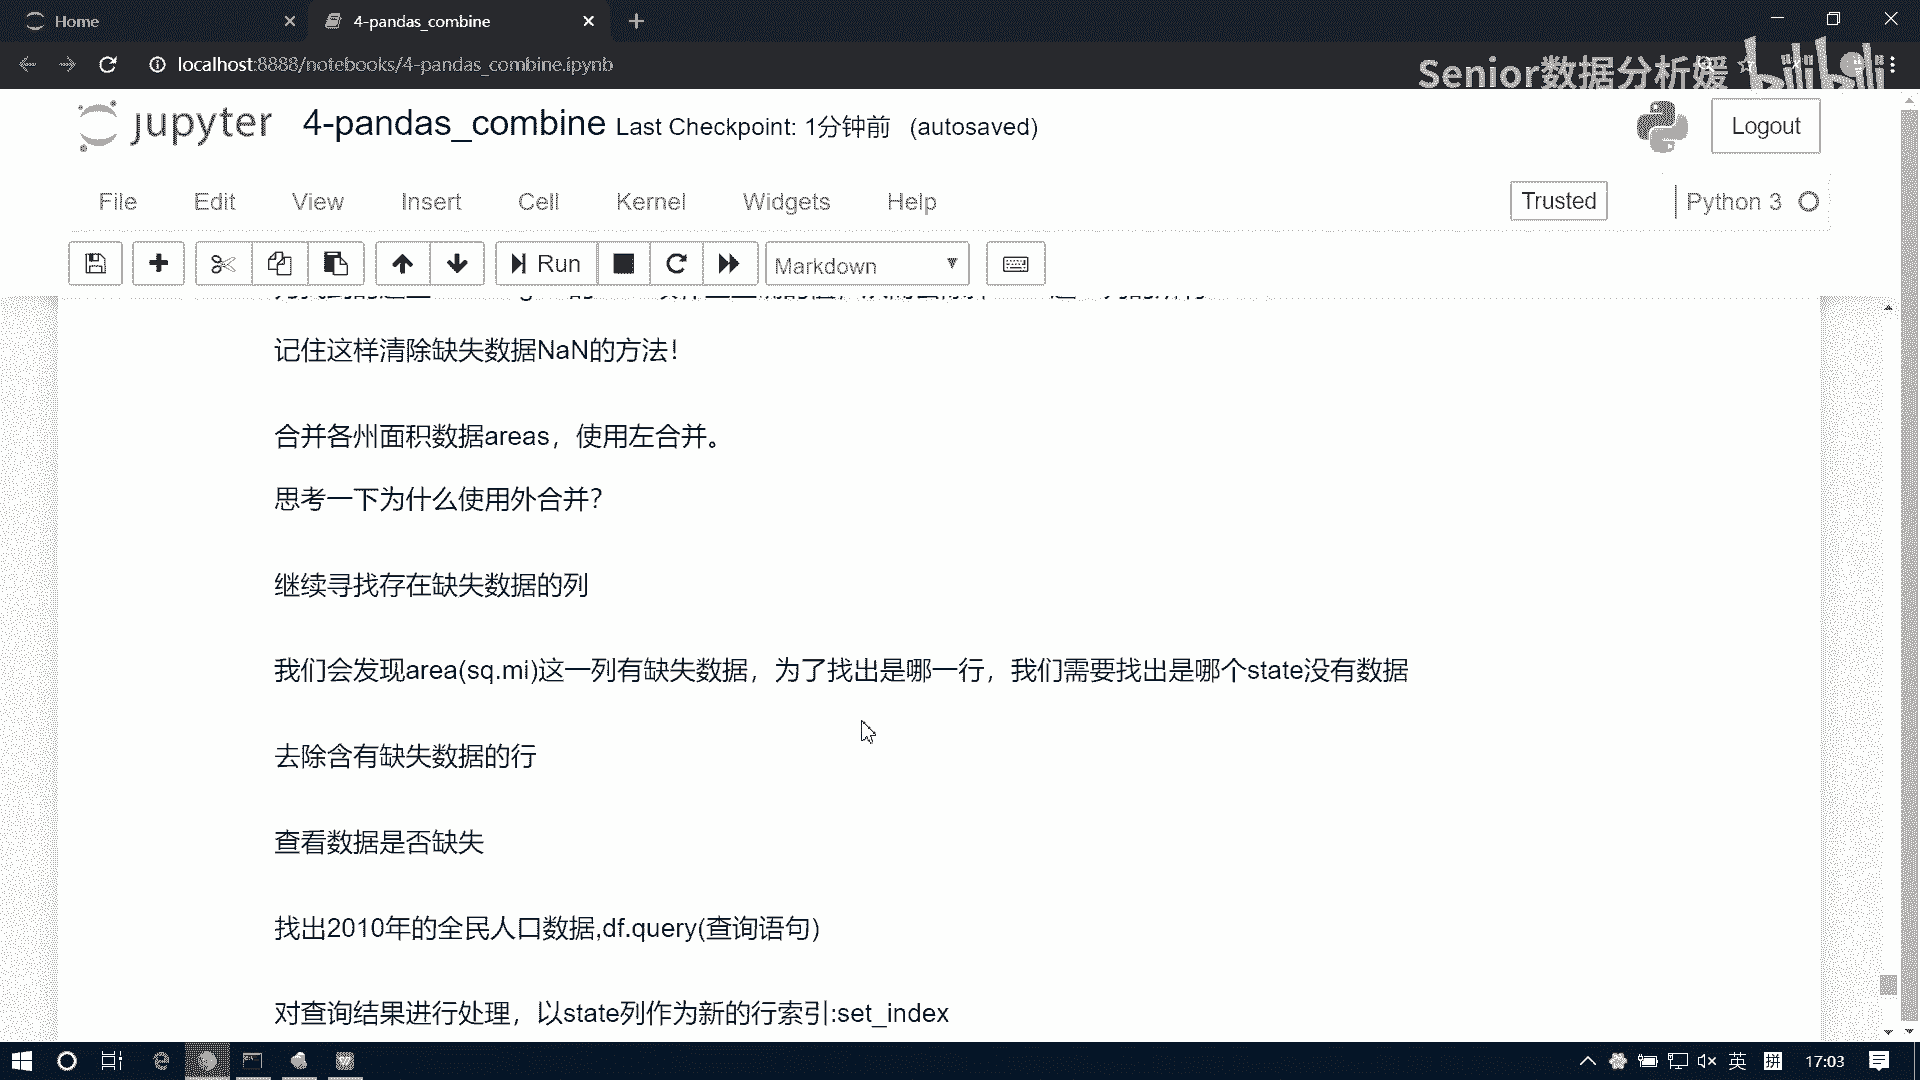 Home
4-pandas_combine
localhost:8888/notebooks/4-pandas_combine.ipynb
Senior数据分析媛 bilibili
jupyter 4-pandas_combine Last Checkpoint: 1分钟前 (autosaved)
Logout
File Edit View Insert Cell Kernel Widgets Help
Trusted
Python 3
Run
Markdown
记住这样清除缺失数据NaN的方法！
合并各州面积数据areas，使用左合并。
思考一下为什么使用外合并？
继续寻找存在缺失数据的列
我们会发现area(sq.mi)这一列有缺失数据，为了找出是哪一行，我们需要找出是哪个state没有数据
去除含有缺失数据的行
查看数据是否缺失
找出2010年的全民人口数据,df.query(查询语句)
对查询结果进行处理，以state列作为新的行索引:set_index
英
拼
17:03